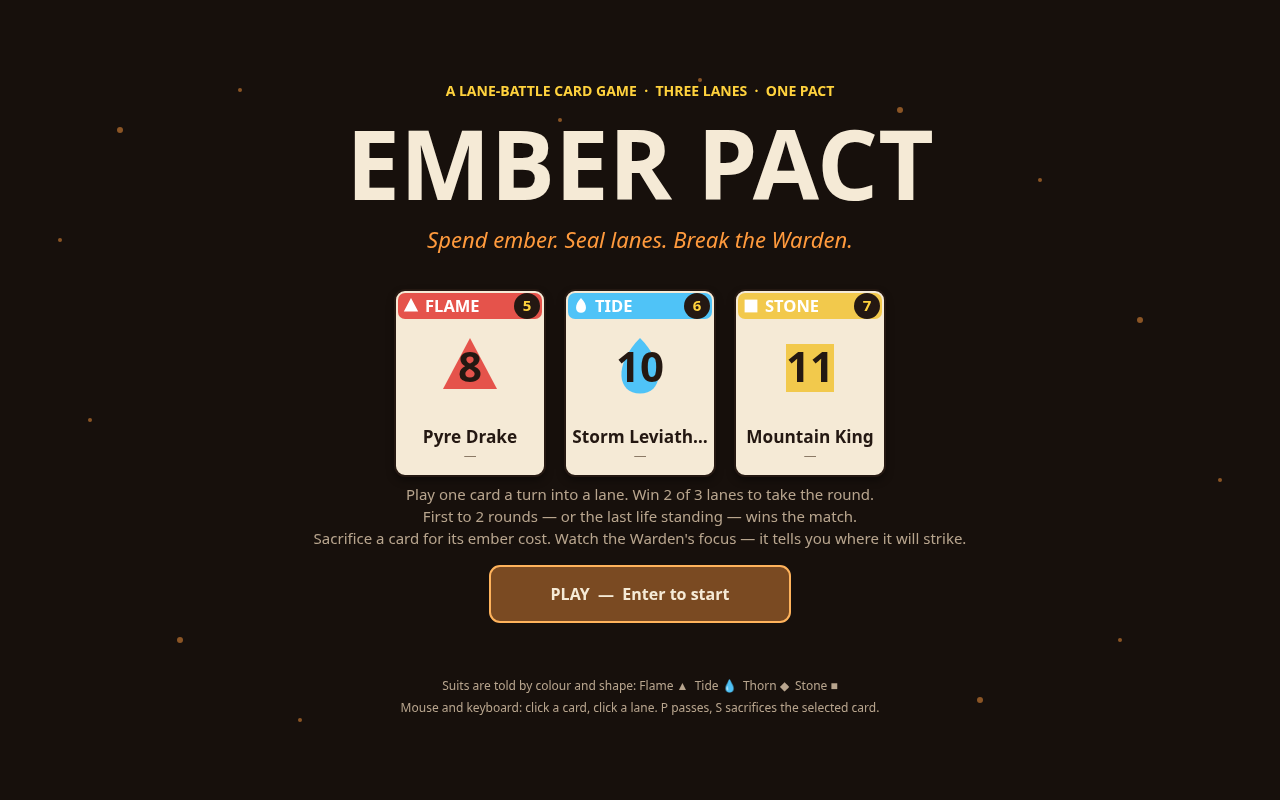 A LANE-BATTLE CARD GAME · THREE LANES · ONE PACT
EMBER PACT
Spend ember. Seal lanes. Break the Warden.
FLAME 5
8
Pyre Drake
—
TIDE 6
10
Storm Leviath...
—
STONE 7
11
Mountain King
—
Play one card a turn into a lane. Win 2 of 3 lanes to take the round.
First to 2 rounds — or the last life standing — wins the match.
Sacrifice a card for its ember cost. Watch the Warden's focus — it tells you where it will strike.
PLAY — Enter to start
Suits are told by colour and shape: Flame ▲ Tide 💧 Thorn ◆ Stone ■
Mouse and keyboard: click a card, click a lane. P passes, S sacrifices the selected card.